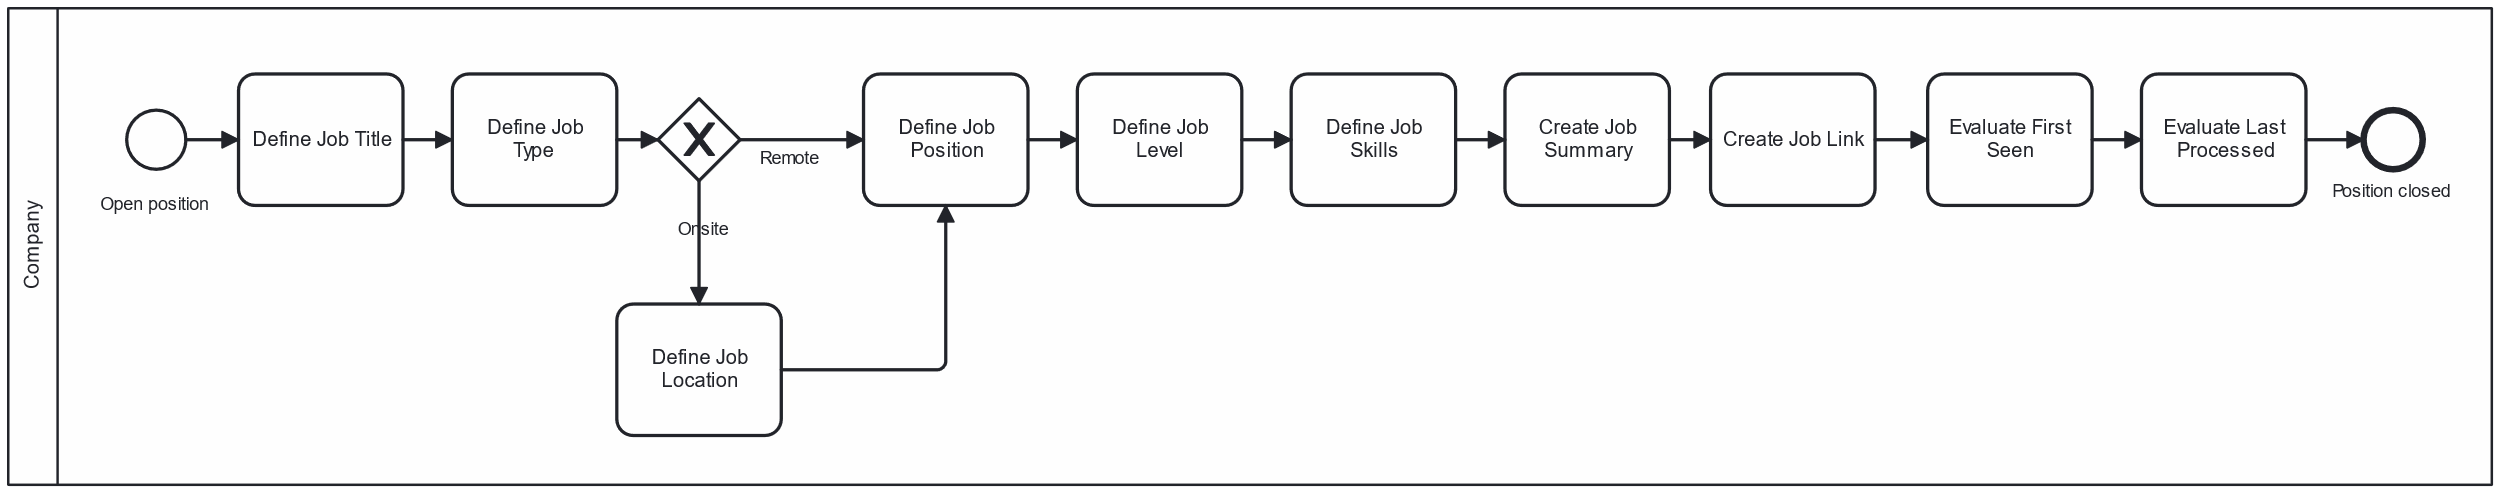 Company
Open position
Define Job Title
Define Job
Type
Remote
Onsite
Define Job
Location
Define Job
Position
Define Job
Level
Define Job
Skills
Create Job
Summary
Create Job Link
Evaluate First
Seen
Evaluate Last
Processed
Position closed